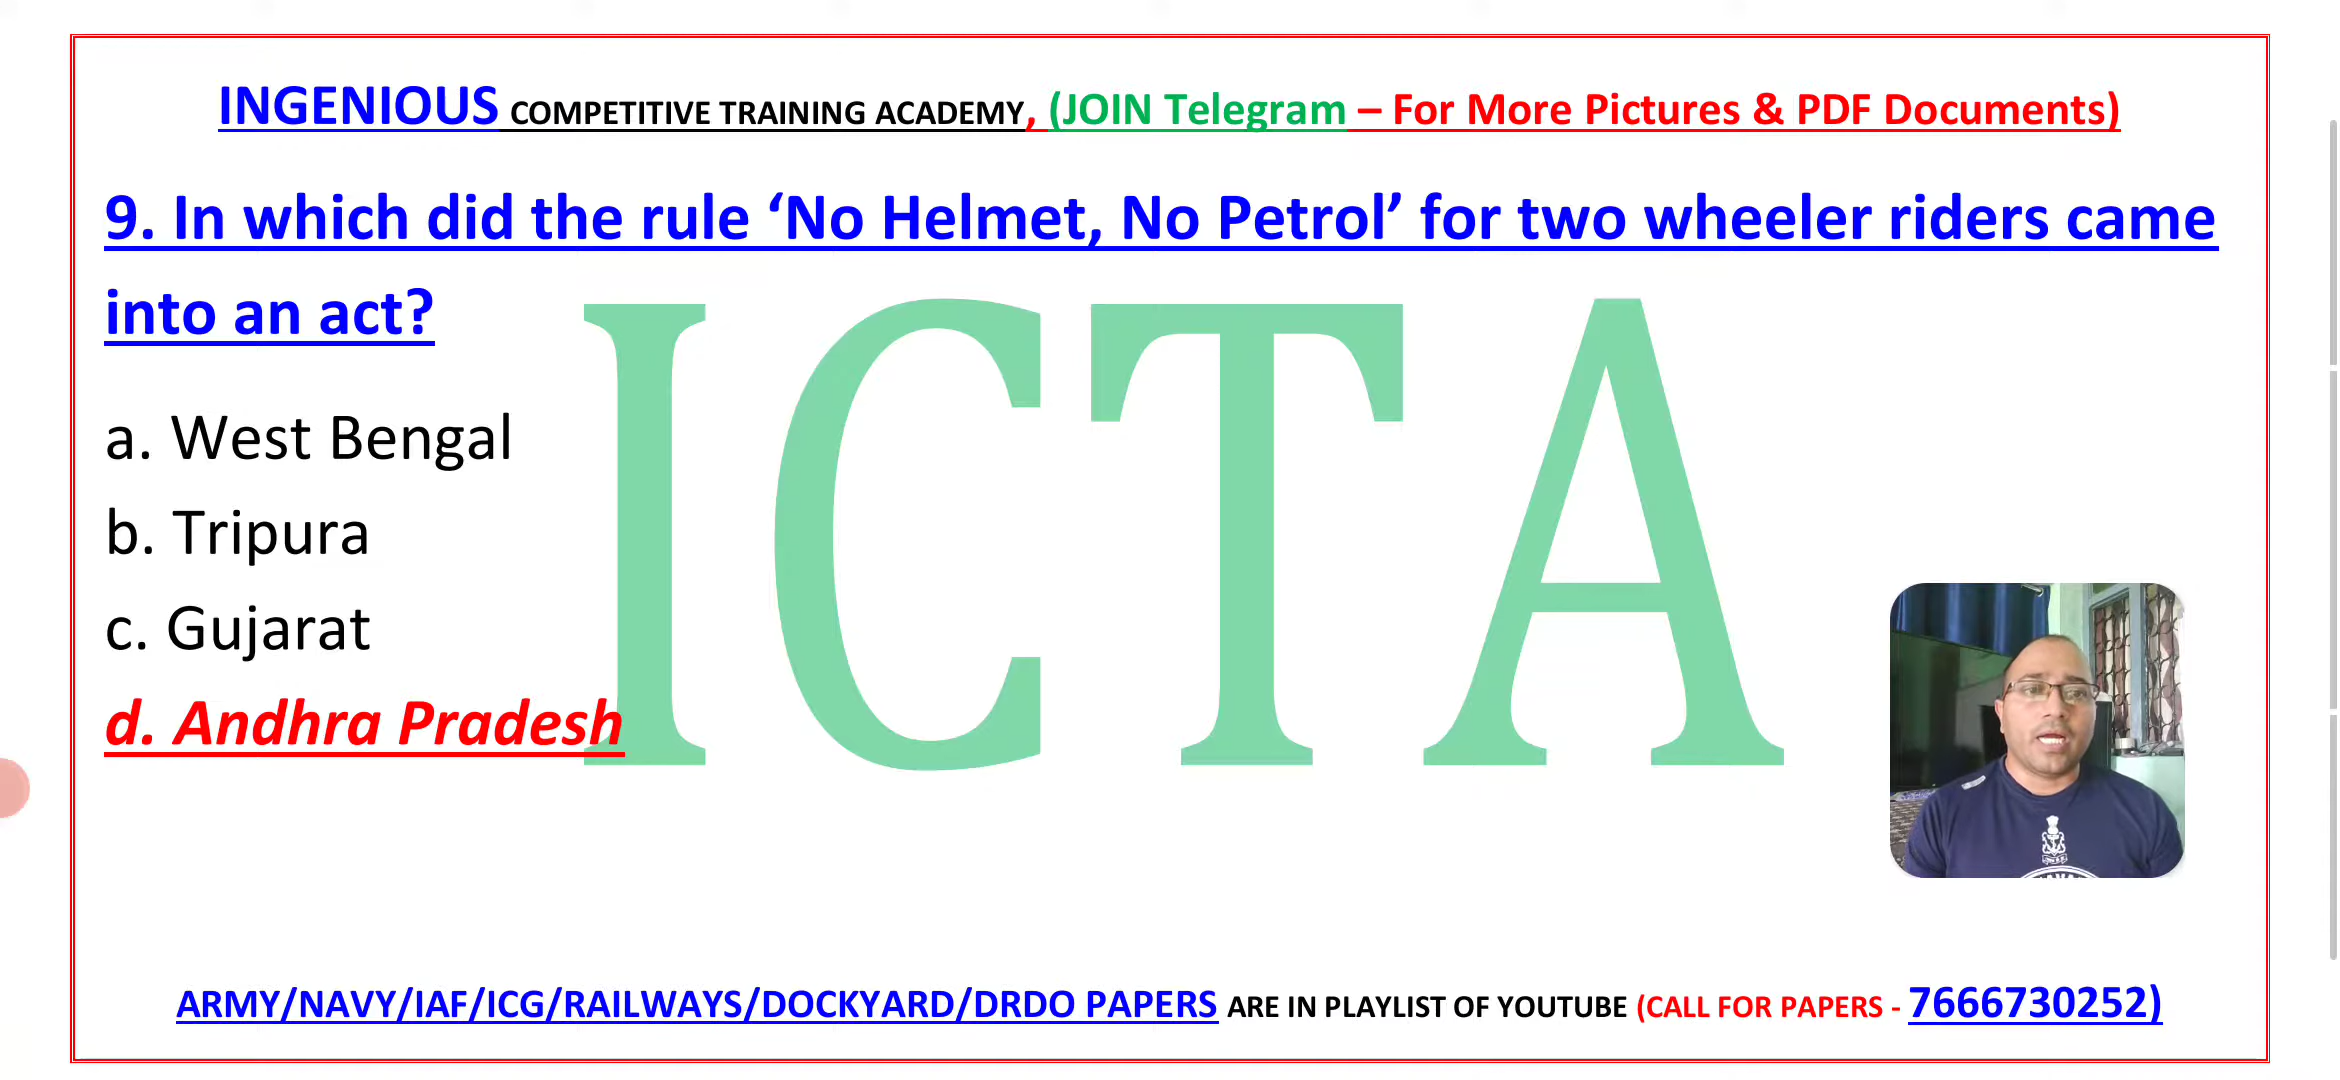 INGENIOUS COMPETITIVE TRAINING ACADEMY, (JOIN Telegram – For More Pictures & PDF Documents)
9. In which did the rule ‘No Helmet, No Petrol’ for two wheeler riders came
into an act?
ICTA
a. West Bengal
b. Tripura
c. Gujarat
d. Andhra Pradesh
ARMY/NAVY/IAF/ICG/RAILWAYS/DOCKYARD/DRDO PAPERS ARE IN PLAYLIST OF YOUTUBE (CALL FOR PAPERS - 7666730252)